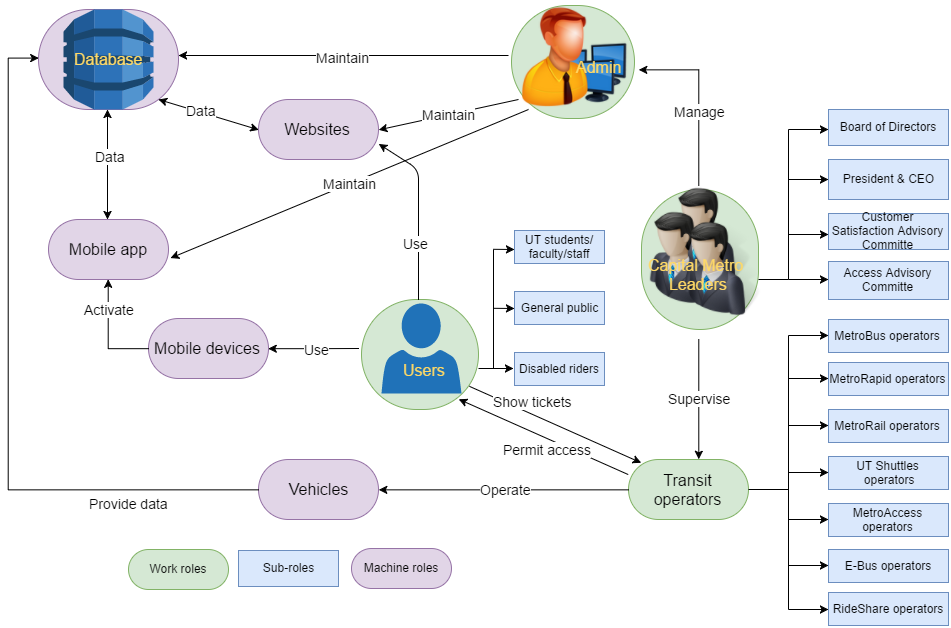 Database
Maintain
Admin
Data
Websites
Maintain
Manage
Board of Directors
Data
Maintain
President & CEO
Customer
Satisfaction Advisory
Committe
Mobile app
Use
UT students/
faculty/staff
Capital Metro
Leaders
Access Advisory
Committe
Activate
General public
Mobile devices
Use
Users
Disabled riders
MetroBus operators
MetroRapid operators
Show tickets
Supervise
MetroRail operators
Permit access
UT Shuttles
operators
Provide data
Vehicles
Operate
Transit
operators
MetroAccess
operators
E-Bus operators
RideShare operators
Work roles
Sub-roles
Machine roles